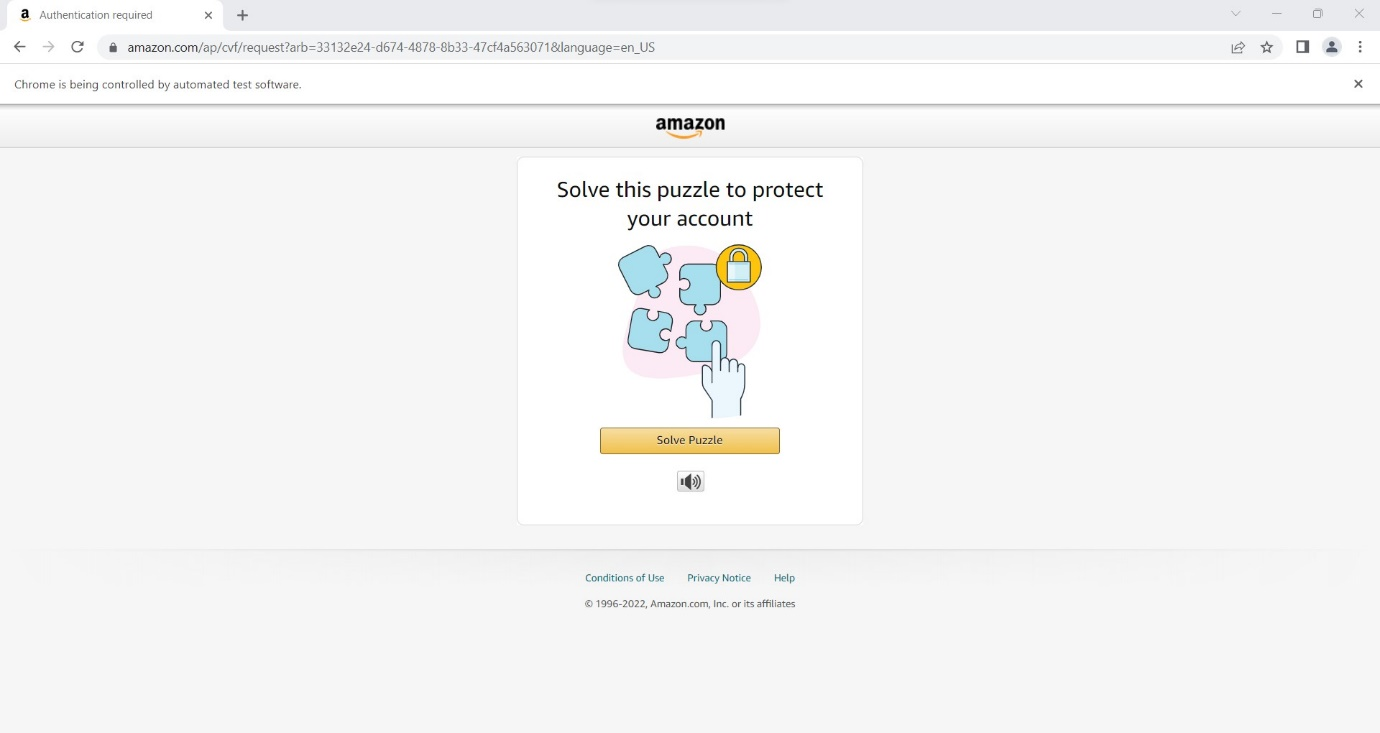 Authentication required
amazon.com/ap/cvf/request?arb=33132e24-d674-4878-8b33-47cf4a563071&language=en_US
Chrome is being controlled by automated test software.
amazon
Solve this puzzle to protect
your account
Solve Puzzle
Conditions of Use Privacy Notice Help
© 1996-2022, Amazon.com, Inc. or its affiliates